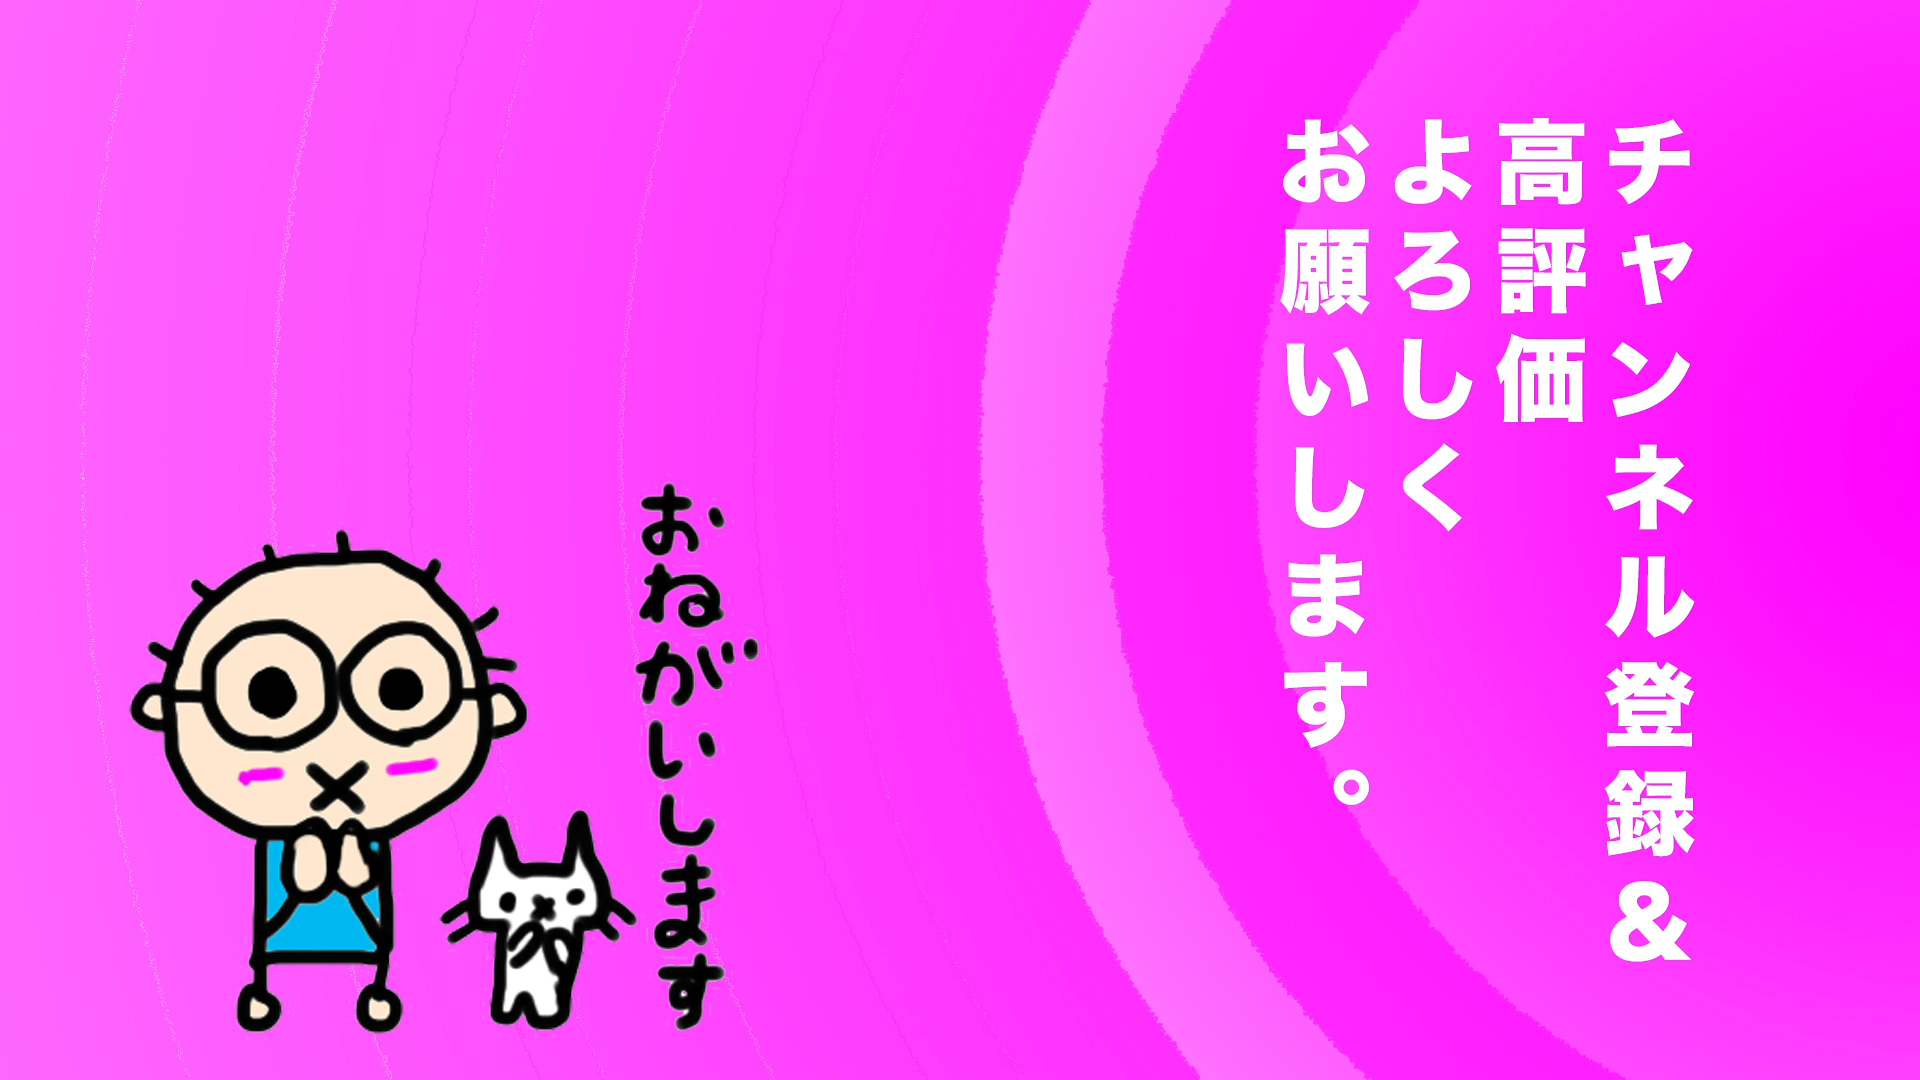 チャンネル登録&
高評価
よろしく
お願いします。
おねがいします